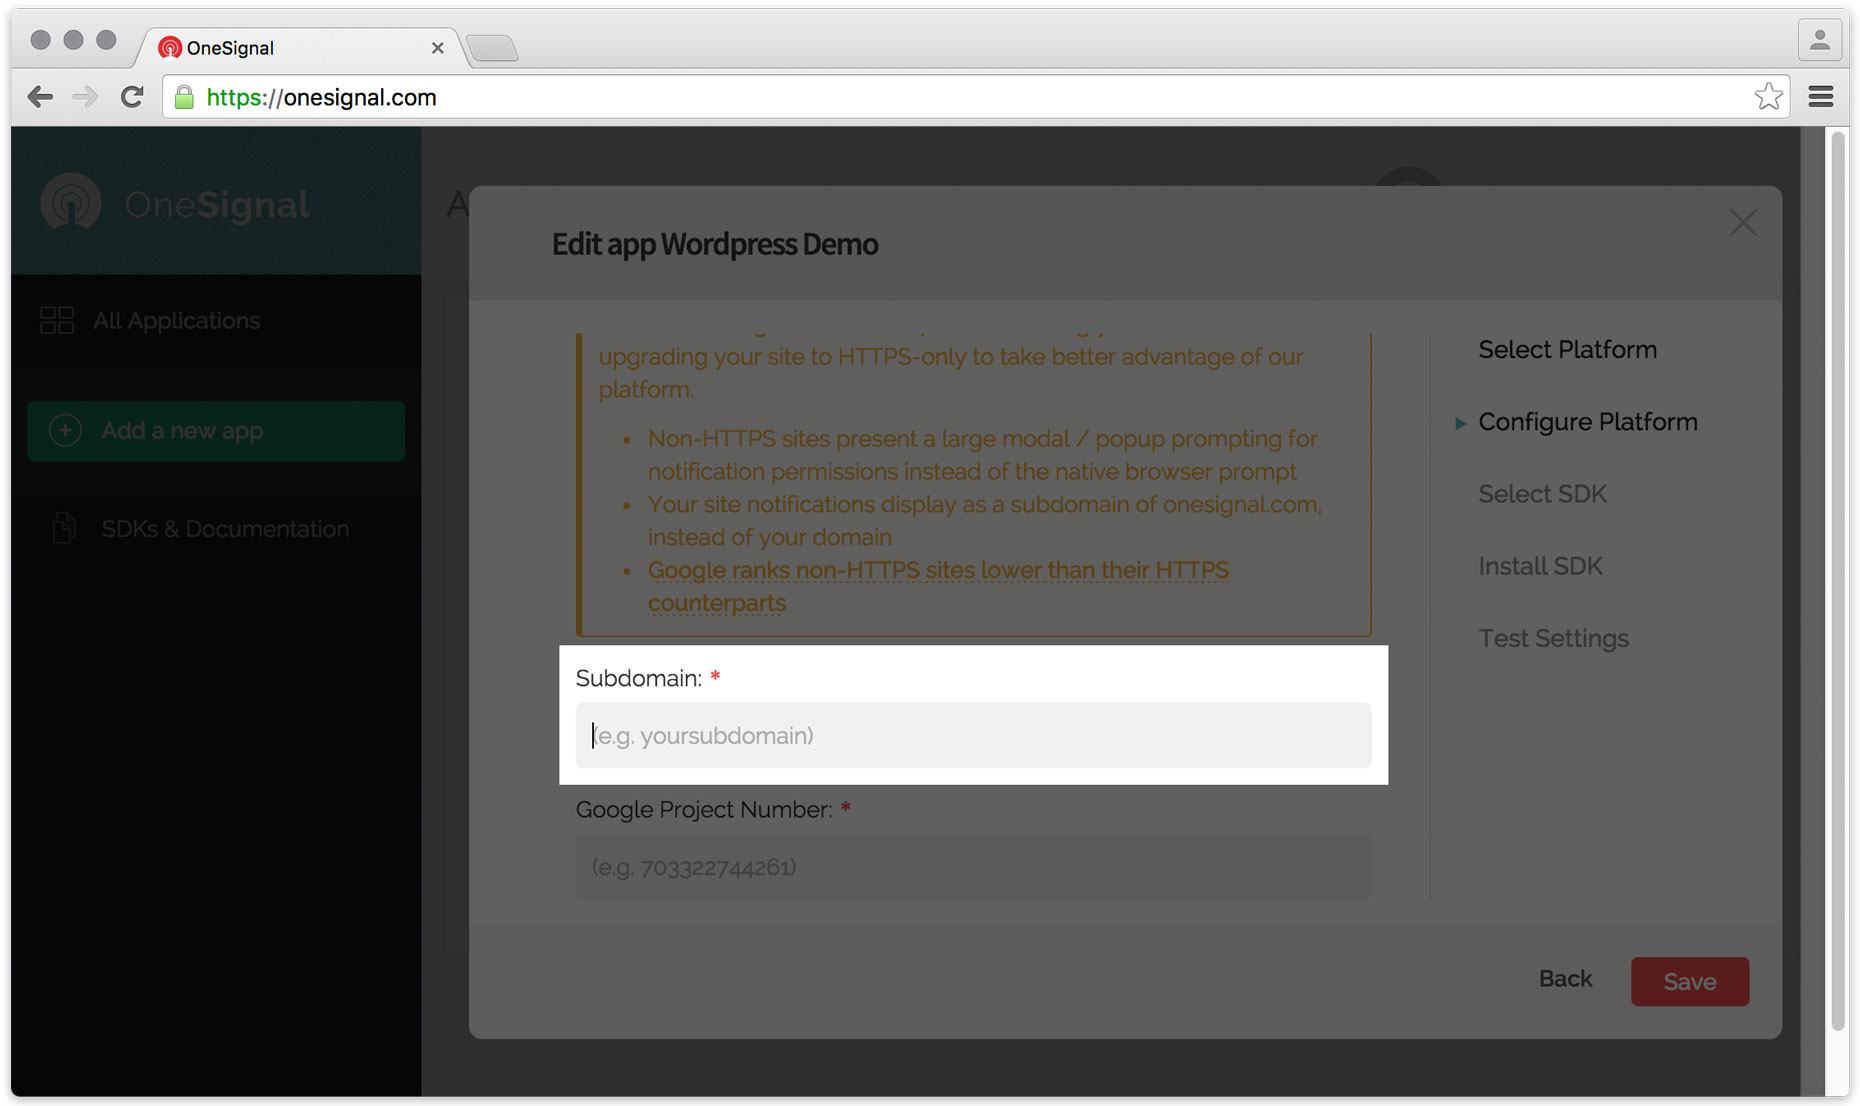 OneSignal
https://onesignal.com
OneSignal
All Applications
Add a new app
SDKs & Documentation
A
Edit app Wordpress Demo
upgrading your site to HTTPS-only to take better advantage of our
platform.
• Non-HTTPS sites present a large modal / popup prompting for
notification permissions instead of the native browser prompt
• Your site notifications display as a subdomain of onesignal.com,
instead of your domain
• Google ranks non-HTTPS sites lower than their HTTPS
counterparts
Subdomain: *
(e.g. yoursubdomain)
Google Project Number: *
(e.g. 703322744261)
Select Platform
Configure Platform
Select SDK
Install SDK
Test Settings
Back
Save